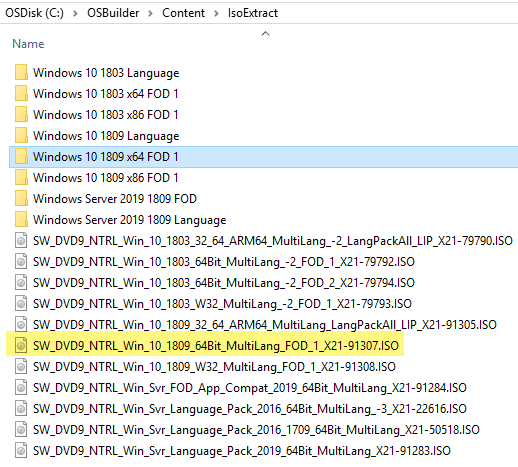 OSDisk (C:) > OSBuilder > Content > IsoExtract
Name
Windows 10 1803 Language
Windows 10 1803 x64 FOD 1
Windows 10 1803 x86 FOD 1
Windows 10 1809 Language
Windows 10 1809 x64 FOD 1
Windows 10 1809 x86 FOD 1
Windows Server 2019 1809 FOD
Windows Server 2019 1809 Language
SW_DVD9_NTRL_Win_10_1803_32_64_ARM64_MultiLang_-2_LangPackAll_LIP_X21-79790.ISO
SW_DVD9_NTRL_Win_10_1803_64Bit_MultiLang_-2_FOD_1_X21-79792.ISO
SW_DVD9_NTRL_Win_10_1803_64Bit_MultiLang_-2_FOD_2_X21-79794.ISO
SW_DVD9_NTRL_Win_10_1803_W32_MultiLang_-2_FOD_1_X21-79793.ISO
SW_DVD9_NTRL_Win_10_1809_32_64_ARM64_MultiLang_LangPackAll_LIP_X21-91305.ISO
SW_DVD9_NTRL_Win_10_1809_64Bit_MultiLang_FOD_1_X21-91307.ISO
SW_DVD9_NTRL_Win_10_1809_W32_MultiLang_FOD_1_X21-91308.ISO
SW_DVD9_NTRL_Win_Svr_FOD_App_Compat_2019_64Bit_MultiLang_X21-91284.ISO
SW_DVD9_NTRL_Win_Svr_Language_Pack_2016_64Bit_MultiLang_-3_X21-22616.ISO
SW_DVD9_NTRL_Win_Svr_Language_Pack_2016_1709_64Bit_MultiLang_X21-50518.ISO
SW_DVD9_NTRL_Win_Svr_Language_Pack_2019_64Bit_MultiLang_X21-91283.ISO